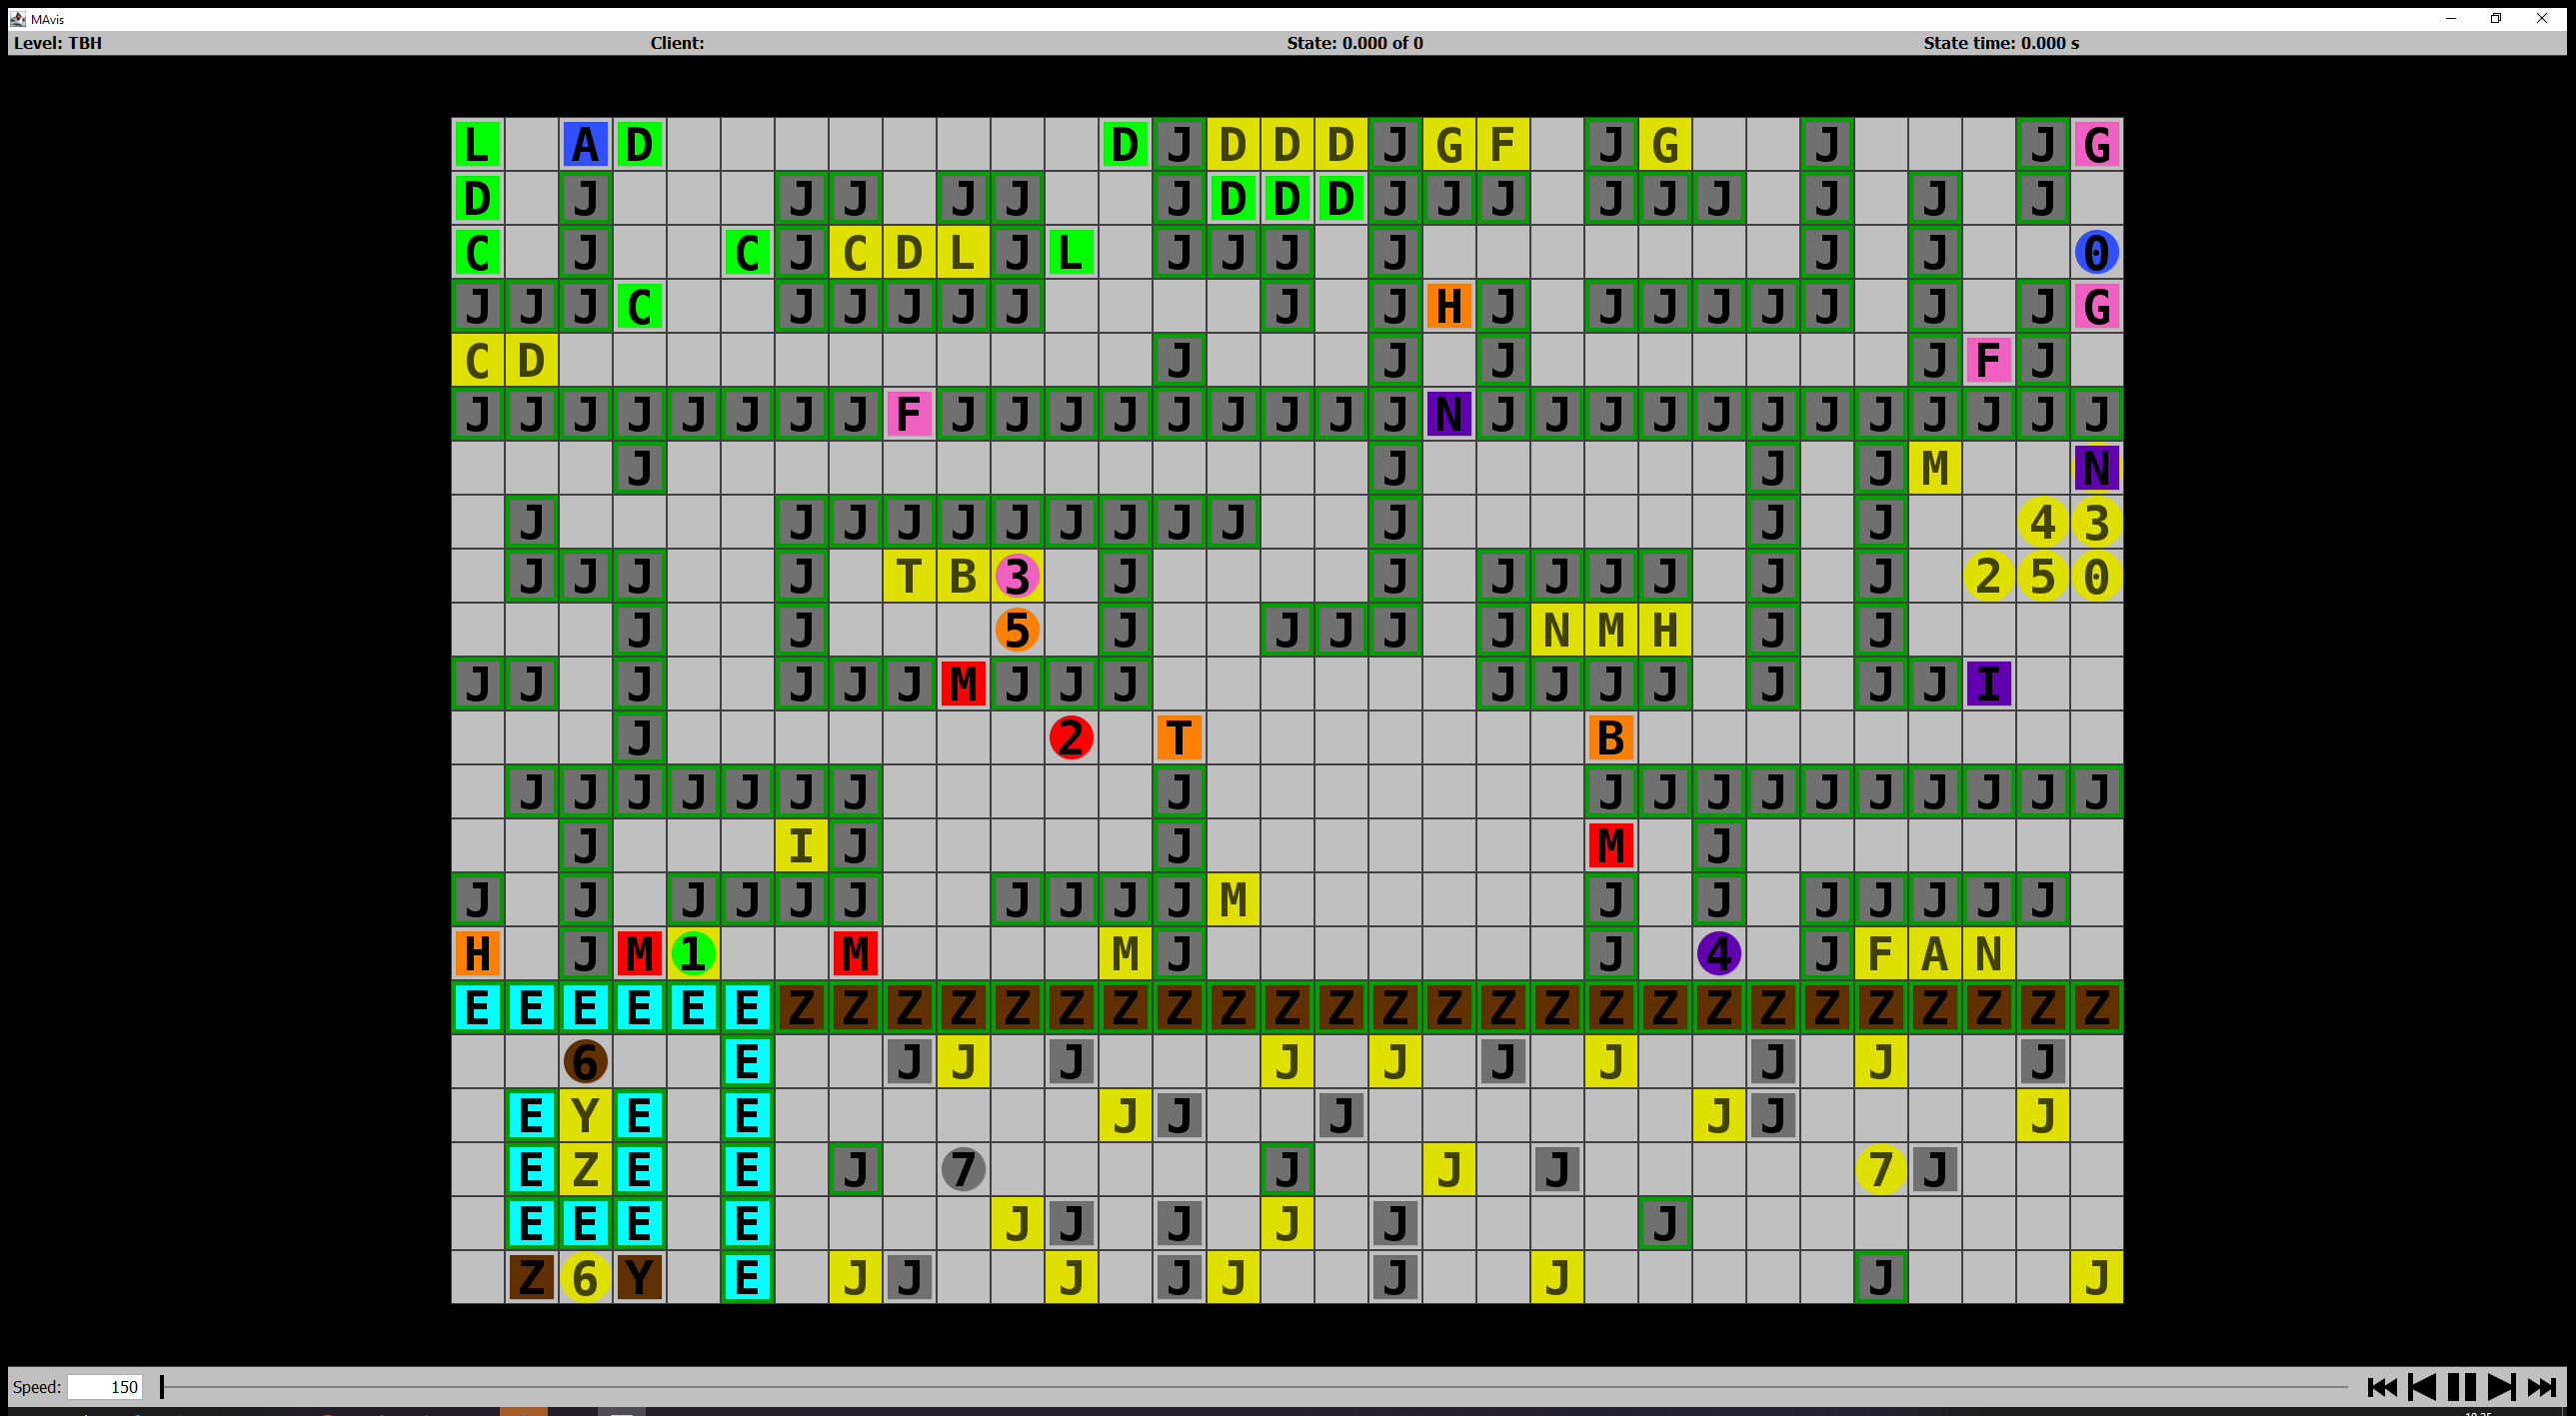 MAvis
Level: TBH Client: State: 0.000 of 0 State time: 0.000 s
L A D D J D D D J G F J G J J G
D J J J J J J D D D J J J J J J J J J
C J C J C D L J L J J J J J J 0
J J J C J J J J J J J H J J J J J J J J G
C D J J J J F J
J J J J J J J J F J J J J J J J J J N J J J J J J J J J J J J
J J J J M N
J J J J J J J J J J J J J 4 3
J J J J T B 3 J J J J J J J J 2 5 0
J J 5 J J J J J N M H J J
J J J J J J M J J J J J J J J J J I
J 2 T B
J J J J J J J J J J J J J J J J J J
J I J J M J
J J J J J J J J J J M J J J J J J J
H J M 1 M M J J 4 J F A N
E E E E E E Z Z Z Z Z Z Z Z Z Z Z Z Z Z Z Z Z Z Z Z Z Z Z Z Z
6 E J J J J J J J J J J
E Y E E J J J J J J
E Z E E J 7 J J J 7 J
E E E E J J J J J J
Z 6 Y E J J J J J J J J J
Speed: 150